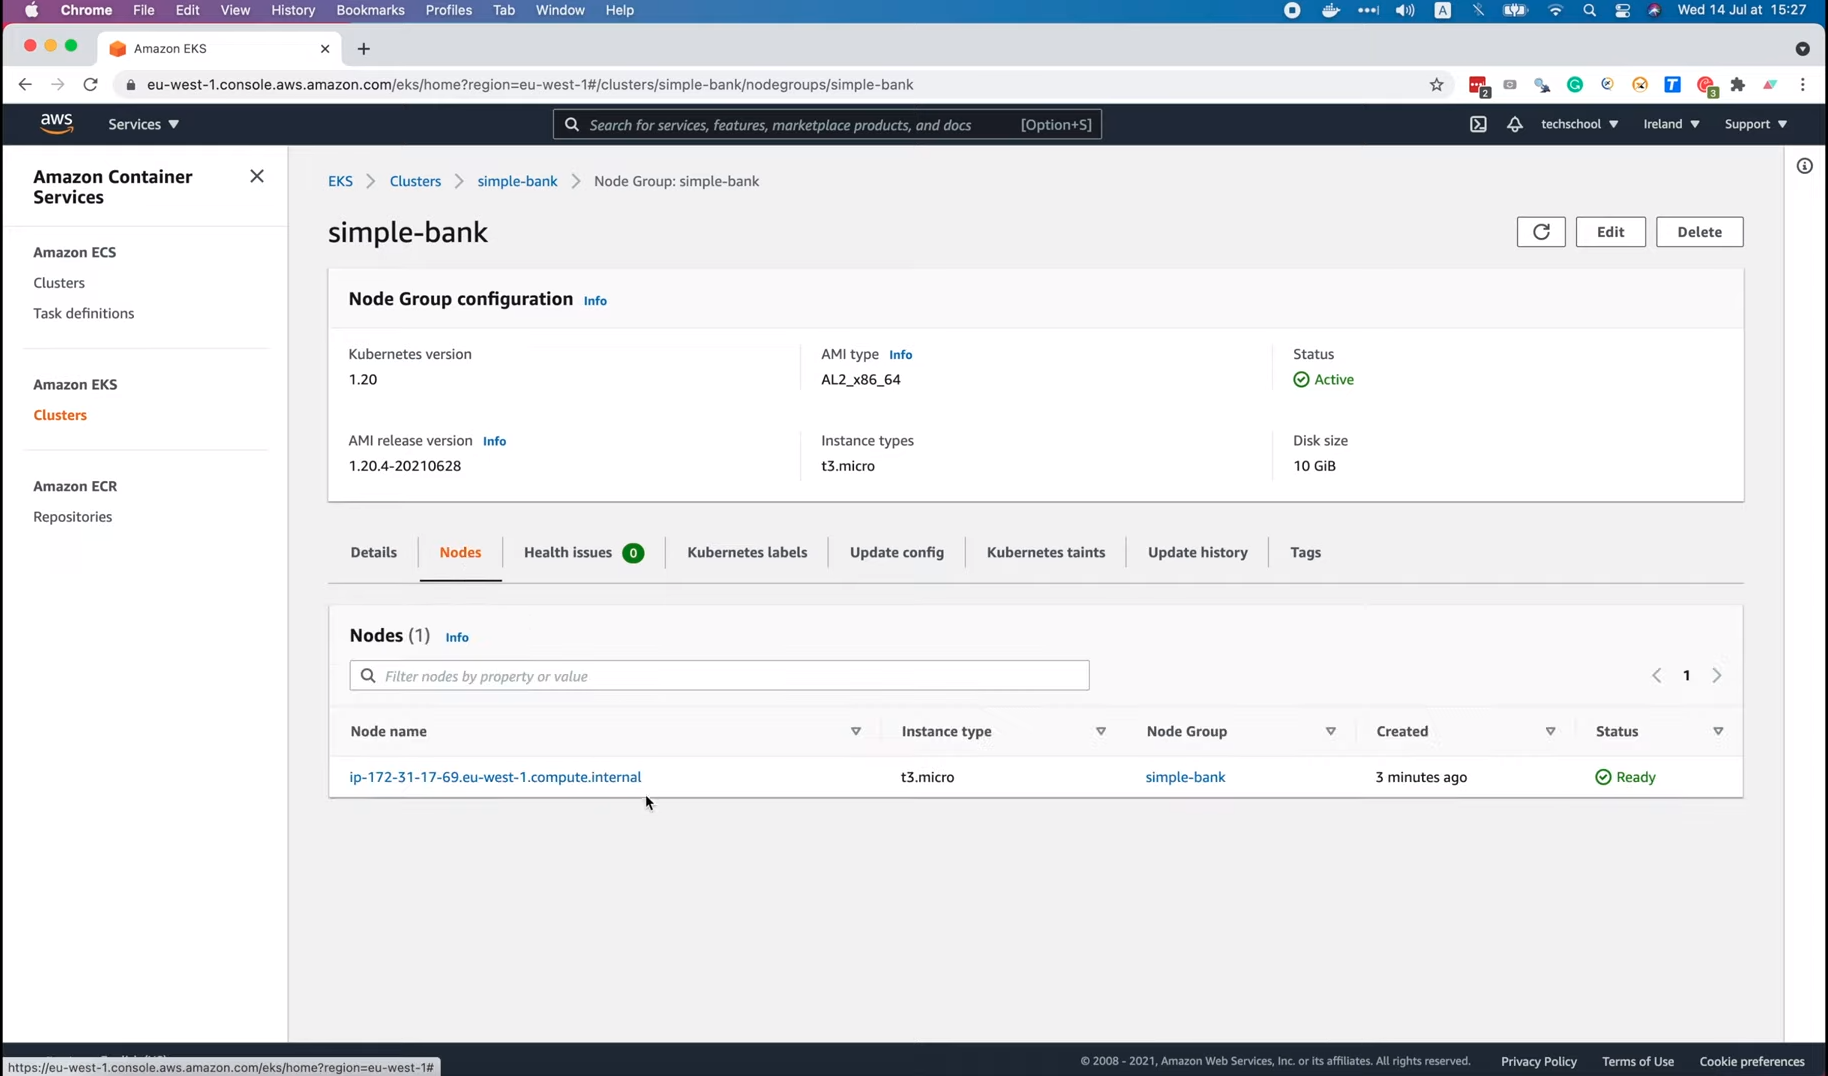 Chrome File Edit View History Bookmarks Profiles Tab Window Help A Wed 14 Jul at 15:27
Amazon EKS
eu-west-1.console.aws.amazon.com/eks/home?region=eu-west-1#/clusters/simple-bank/nodegroups/simple-bank 2 T 3
aws Services Search for services, features, marketplace products, and docs [Option+S] techschool Ireland Support
Amazon Container
Services
Amazon ECS
Clusters
Task definitions
Amazon EKS
Clusters
Amazon ECR
Repositories
EKS Clusters simple-bank Node Group: simple-bank
simple-bank Edit Delete
Node Group configuration Info
Kubernetes version AMI type Info Status
1.20 AL2_x86_64 Active
AMI release version Info Instance types Disk size
1.20.4-20210628 t3.micro 10 GiB
Details Nodes Health issues 0 Kubernetes labels Update config Kubernetes taints Update history Tags
Nodes (1) Info
Filter nodes by property or value 1
Node name Instance type Node Group Created Status
ip-172-31-17-69.eu-west-1.compute.internal t3.micro simple-bank 3 minutes ago Ready
© 2008 - 2021, Amazon Web Services, Inc. or its affiliates. All rights reserved. Privacy Policy Terms of Use Cookie preferences
https://eu-west-1.console.aws.amazon.com/eks/home?region=eu-west-1#